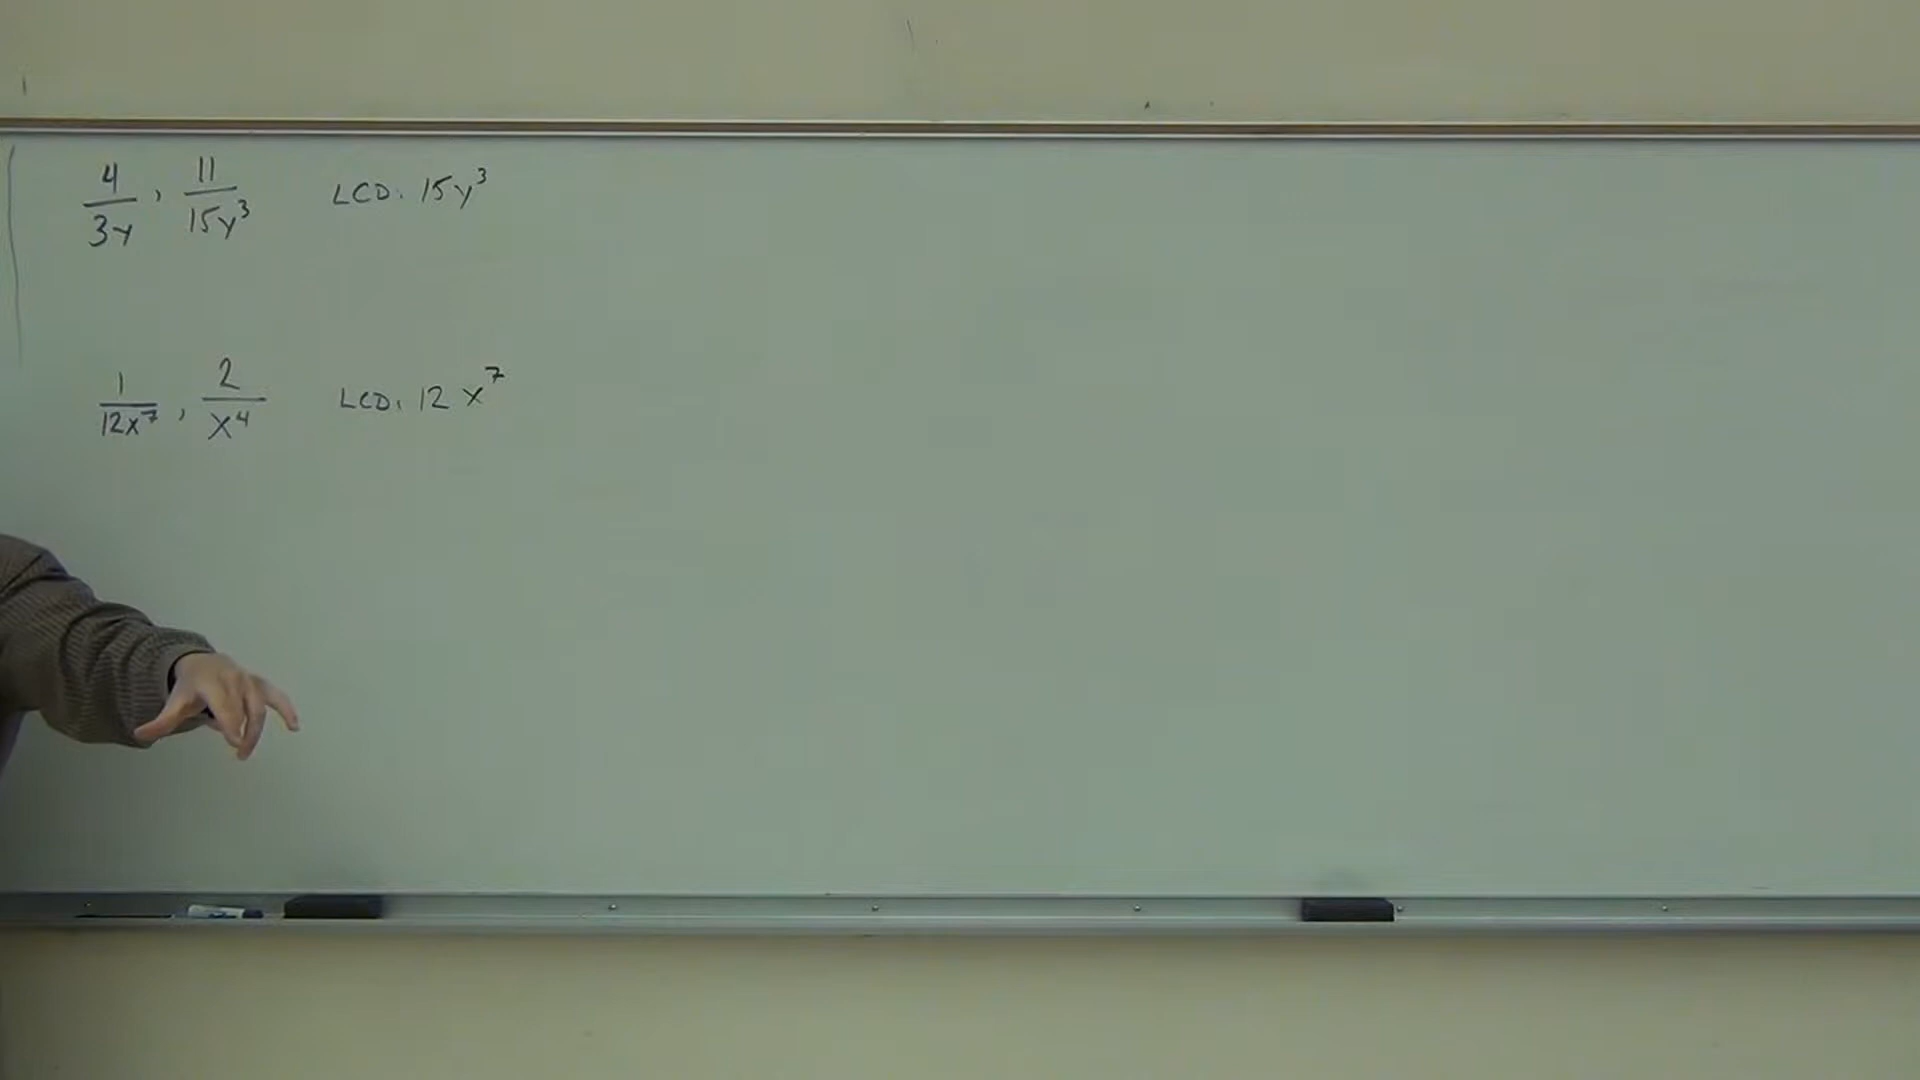 4/3y , 11/15y³ LCD: 15y³
1/12x⁷ , 2/x⁴ LCD: 12x⁷